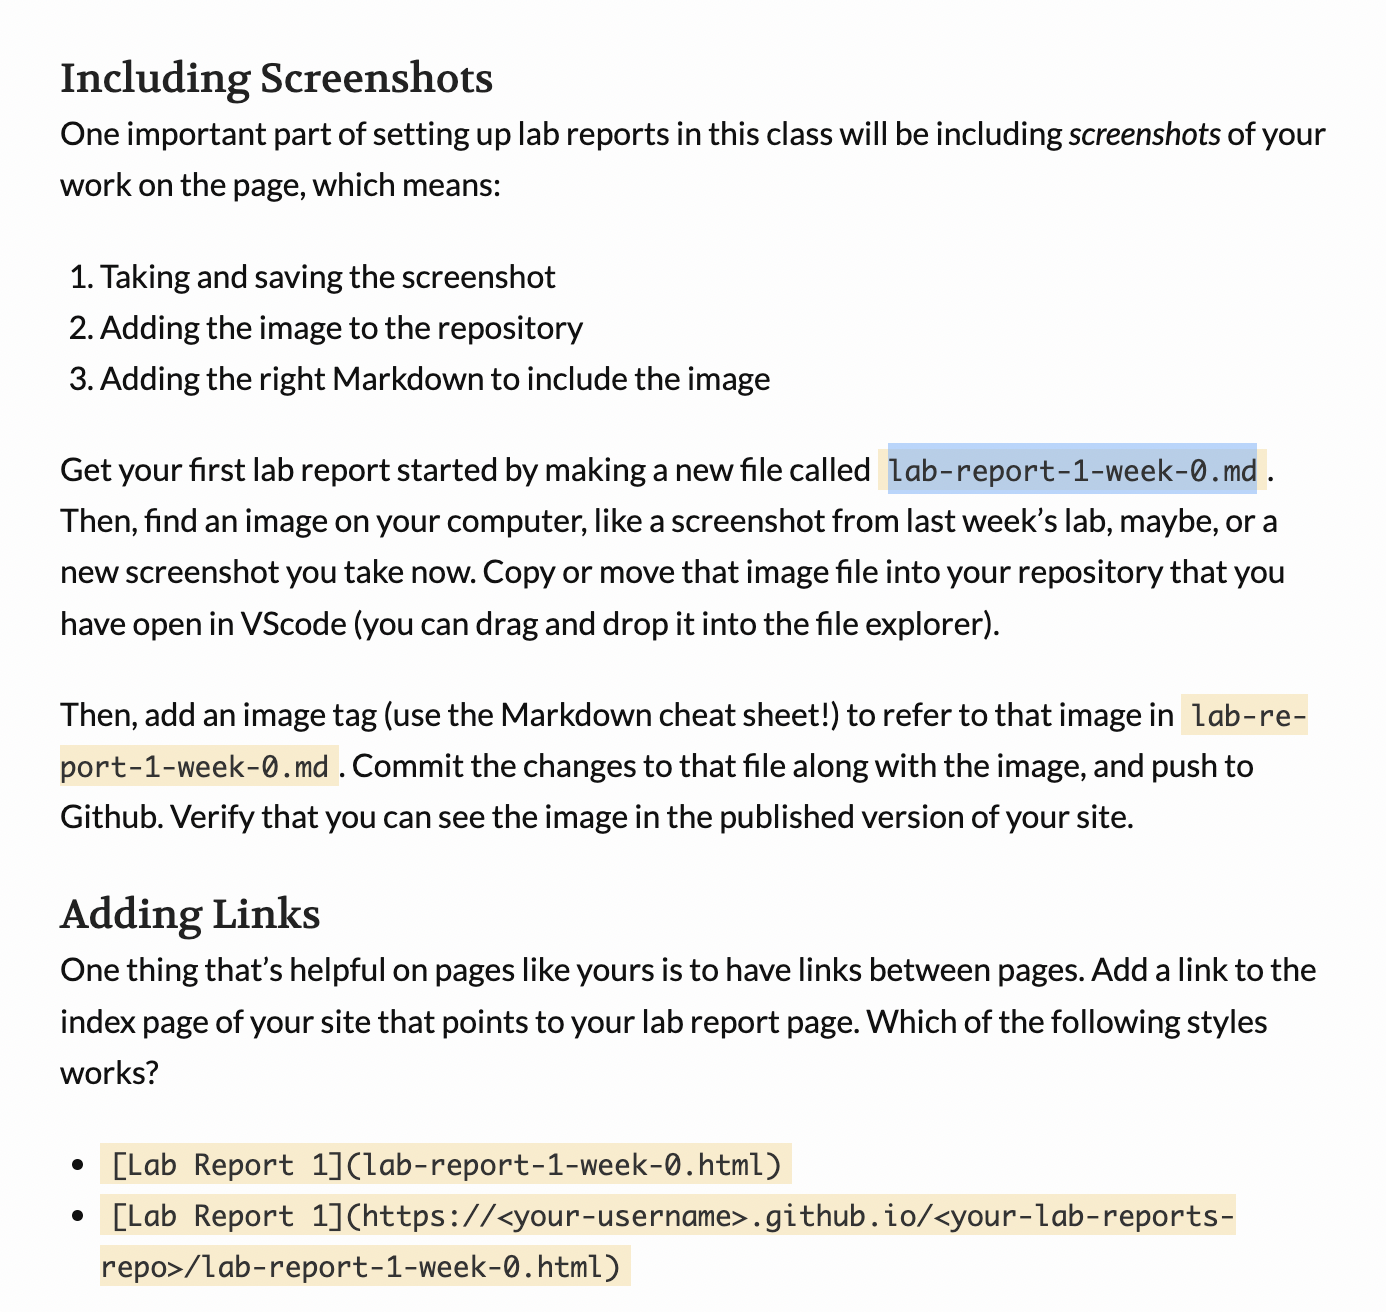 Including Screenshots
One important part of setting up lab reports in this class will be including screenshots of your
work on the page, which means:
1. Taking and saving the screenshot
2. Adding the image to the repository
3. Adding the right Markdown to include the image
Get your first lab report started by making a new file called lab-report-1-week-0.md.
Then, find an image on your computer, like a screenshot from last week’s lab, maybe, or a
new screenshot you take now. Copy or move that image file into your repository that you
have open in VScode (you can drag and drop it into the file explorer).
Then, add an image tag (use the Markdown cheat sheet!) to refer to that image in lab-re-
port-1-week-0.md. Commit the changes to that file along with the image, and push to
Github. Verify that you can see the image in the published version of your site.
Adding Links
One thing that’s helpful on pages like yours is to have links between pages. Add a link to the
index page of your site that points to your lab report page. Which of the following styles
works?
• [Lab Report 1](lab-report-1-week-0.html)
• [Lab Report 1](https://<your-username>.github.io/<your-lab-reports-
repo>/lab-report-1-week-0.html)